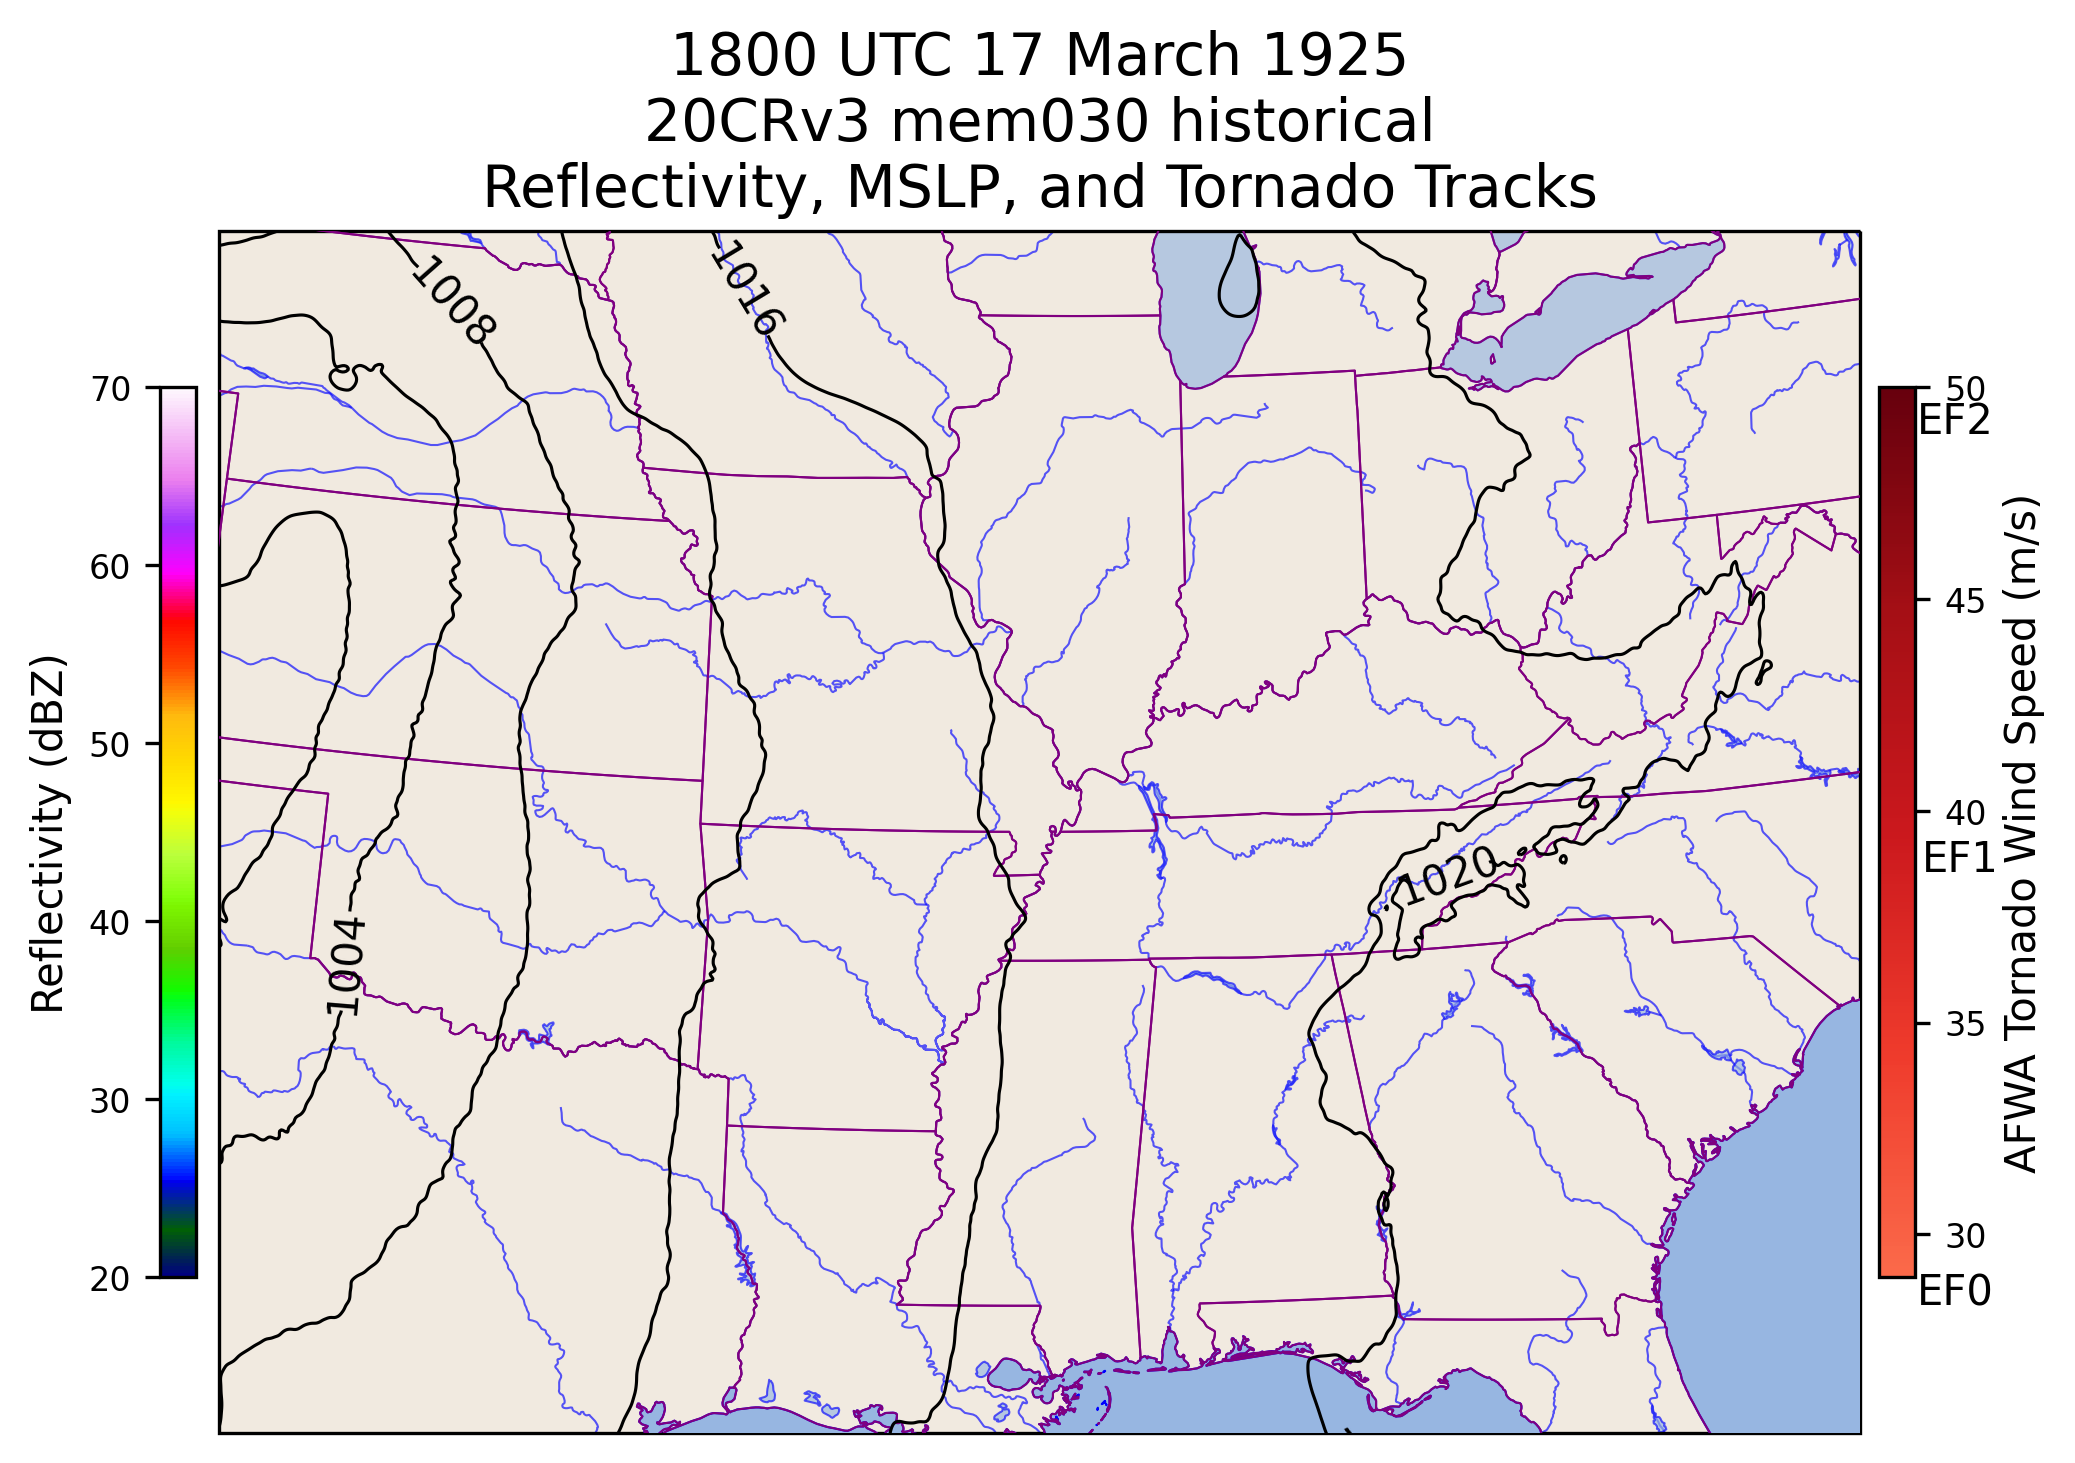 1800 UTC 17 March 1925
20CRv3 mem030 historical
Reflectivity, MSLP, and Tornado Tracks
1008
1016
1020
1004
Reflectivity (dBZ)
70
60
50
40
30
20
50
EF2
45
40
EF1
35
30
EF0
AFWA Tornado Wind Speed (m/s)